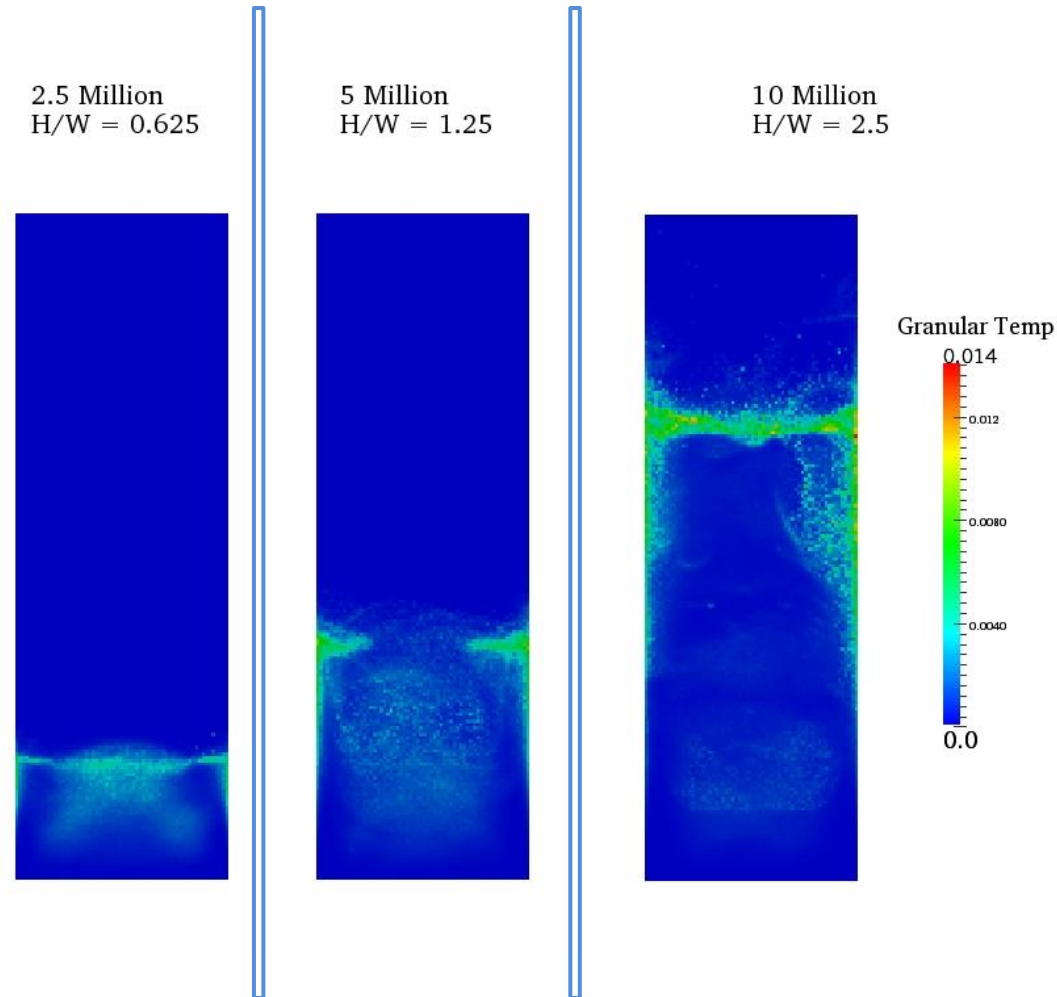 2.5 Million
H/W = 0.625
5 Million
H/W = 1.25
10 Million
H/W = 2.5
Granular Temp
0.014
0.012
0.0080
0.0040
0.0